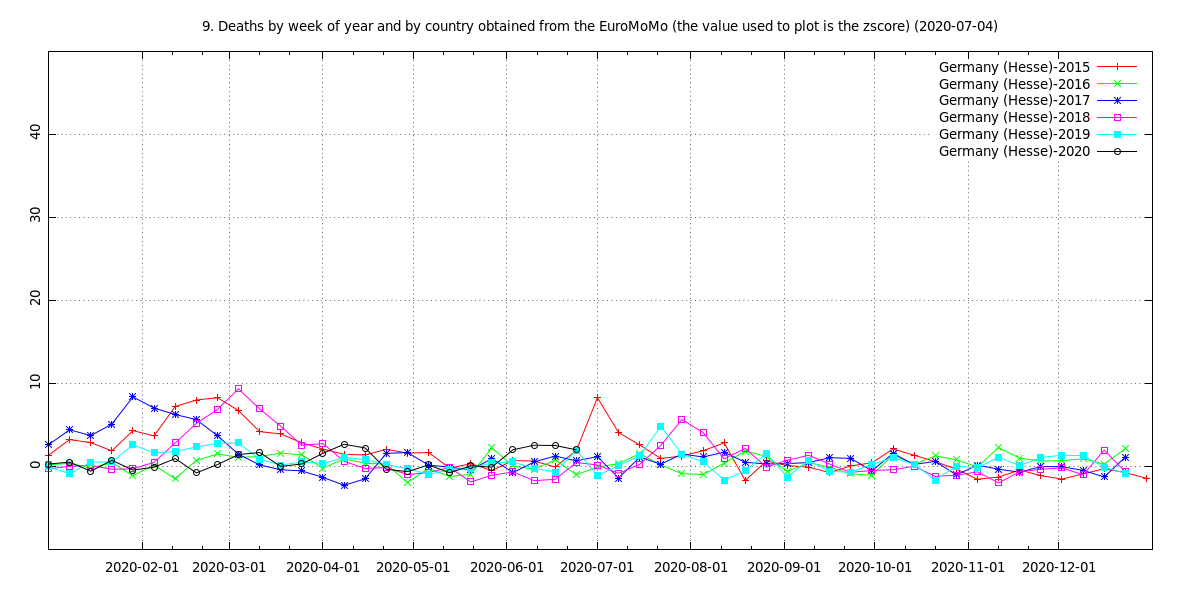 9. Deaths by week of year and by country obtained from the EuroMoMo (the value used to plot is the zscore) (2020-07-04)
Germany (Hesse)-2015
Germany (Hesse)-2016
Germany (Hesse)-2017
Germany (Hesse)-2018
Germany (Hesse)-2019
Germany (Hesse)-2020
40
30
20
10
0
2020-02-01 2020-03-01 2020-04-01 2020-05-01 2020-06-01 2020-07-01 2020-08-01 2020-09-01 2020-10-01 2020-11-01 2020-12-01